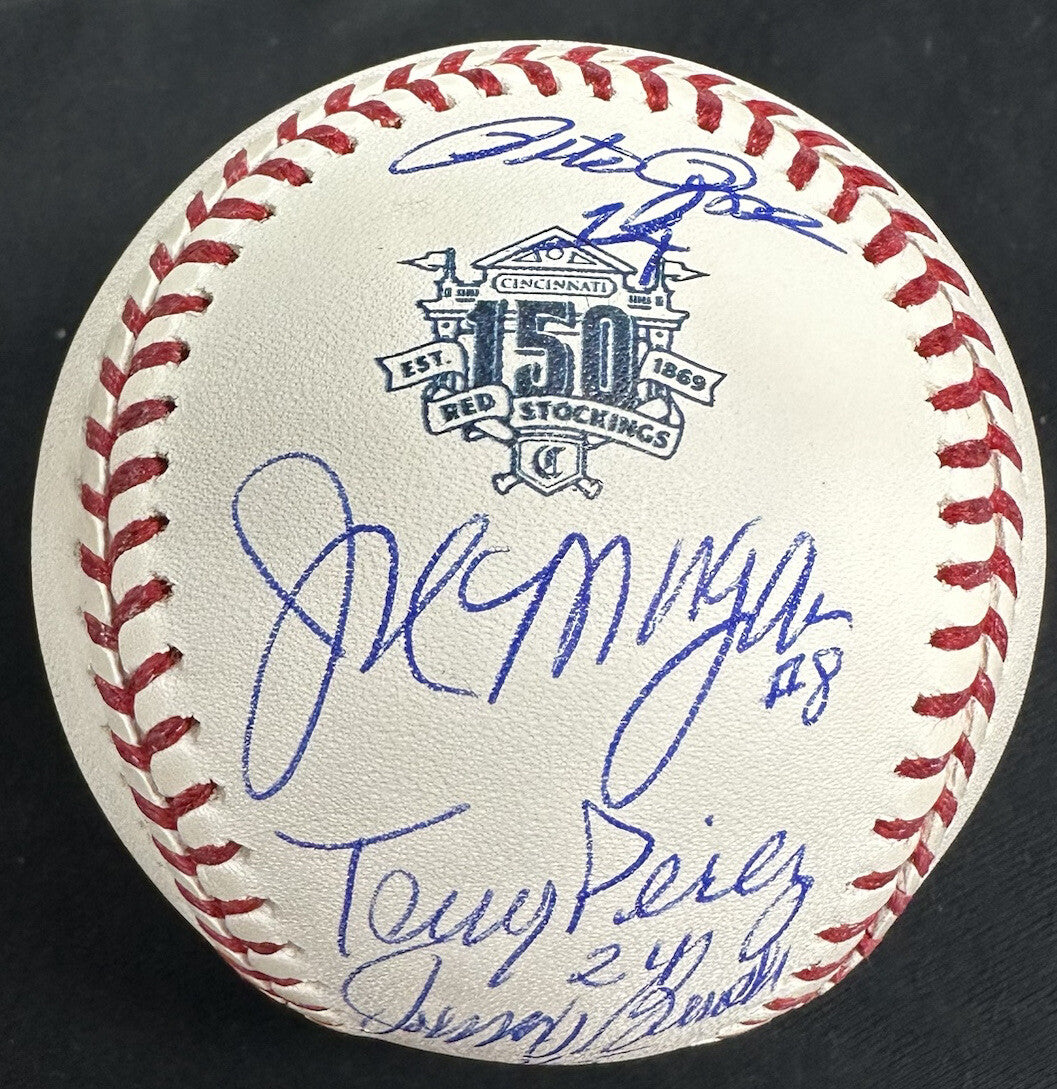 Pete Rose
14
CINCINNATI
150
EST. 1869
RED STOCKINGS
C
Joe Morgan
#8
Tony Perez
24